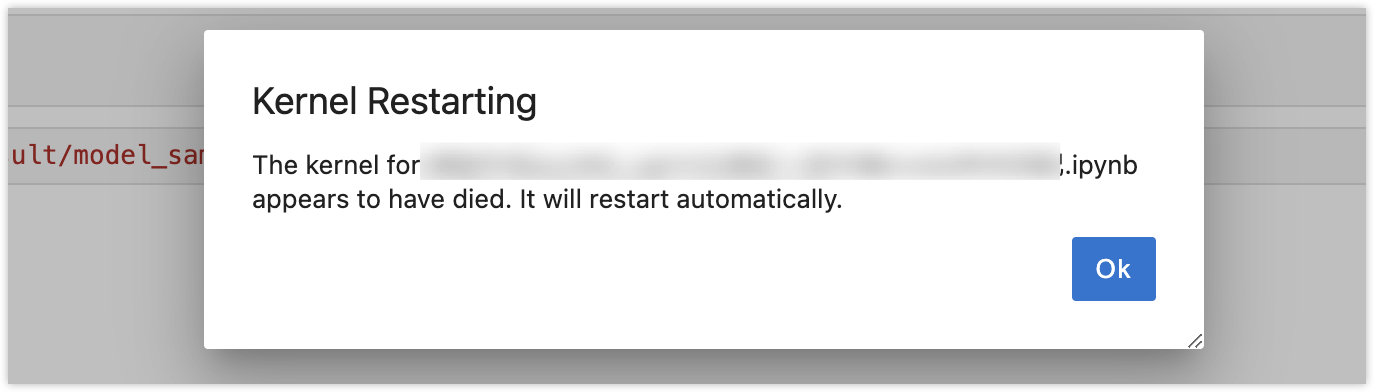 Kernel Restarting
ult/model_sam
The kernel for .ipynb
appears to have died. It will restart automatically.
Ok